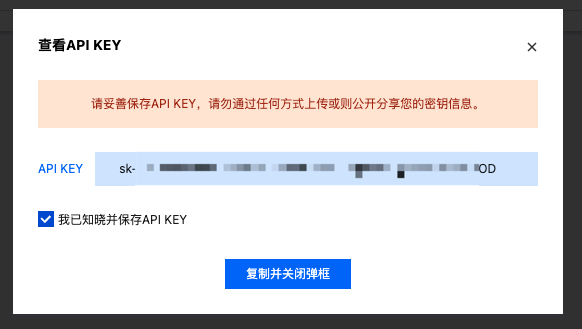 查看API KEY
请妥善保存API KEY，请勿通过任何方式上传或则公开分享您的密钥信息。
API KEY sk- OD
我已知晓并保存API KEY
复制并关闭弹框